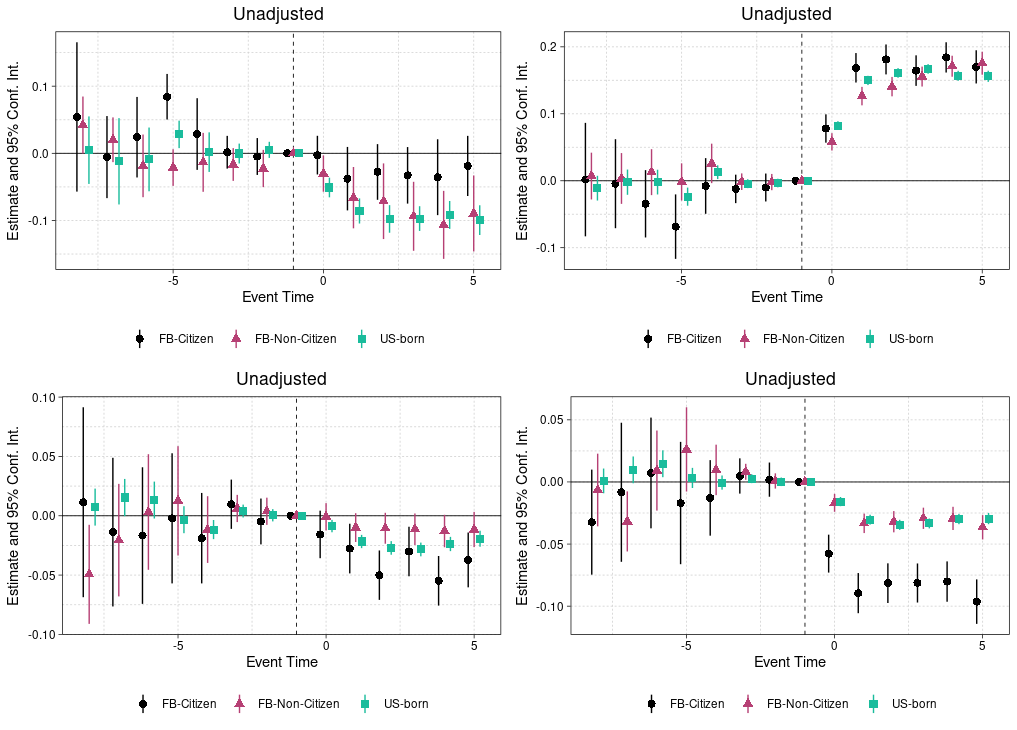 Unadjusted
Estimate and 95% Conf. Int.
0.1
0.0
-0.1
-5
0
5
Event Time
FB-Citizen FB-Non-Citizen US-born
Unadjusted
Estimate and 95% Conf. Int.
0.2
0.1
0.0
-0.1
-5
0
5
Event Time
FB-Citizen FB-Non-Citizen US-born
Unadjusted
Estimate and 95% Conf. Int.
0.10
0.05
0.00
-0.05
-0.10
-5
0
5
Event Time
FB-Citizen FB-Non-Citizen US-born
Unadjusted
Estimate and 95% Conf. Int.
0.05
0.00
-0.05
-0.10
-5
0
5
Event Time
FB-Citizen FB-Non-Citizen US-born